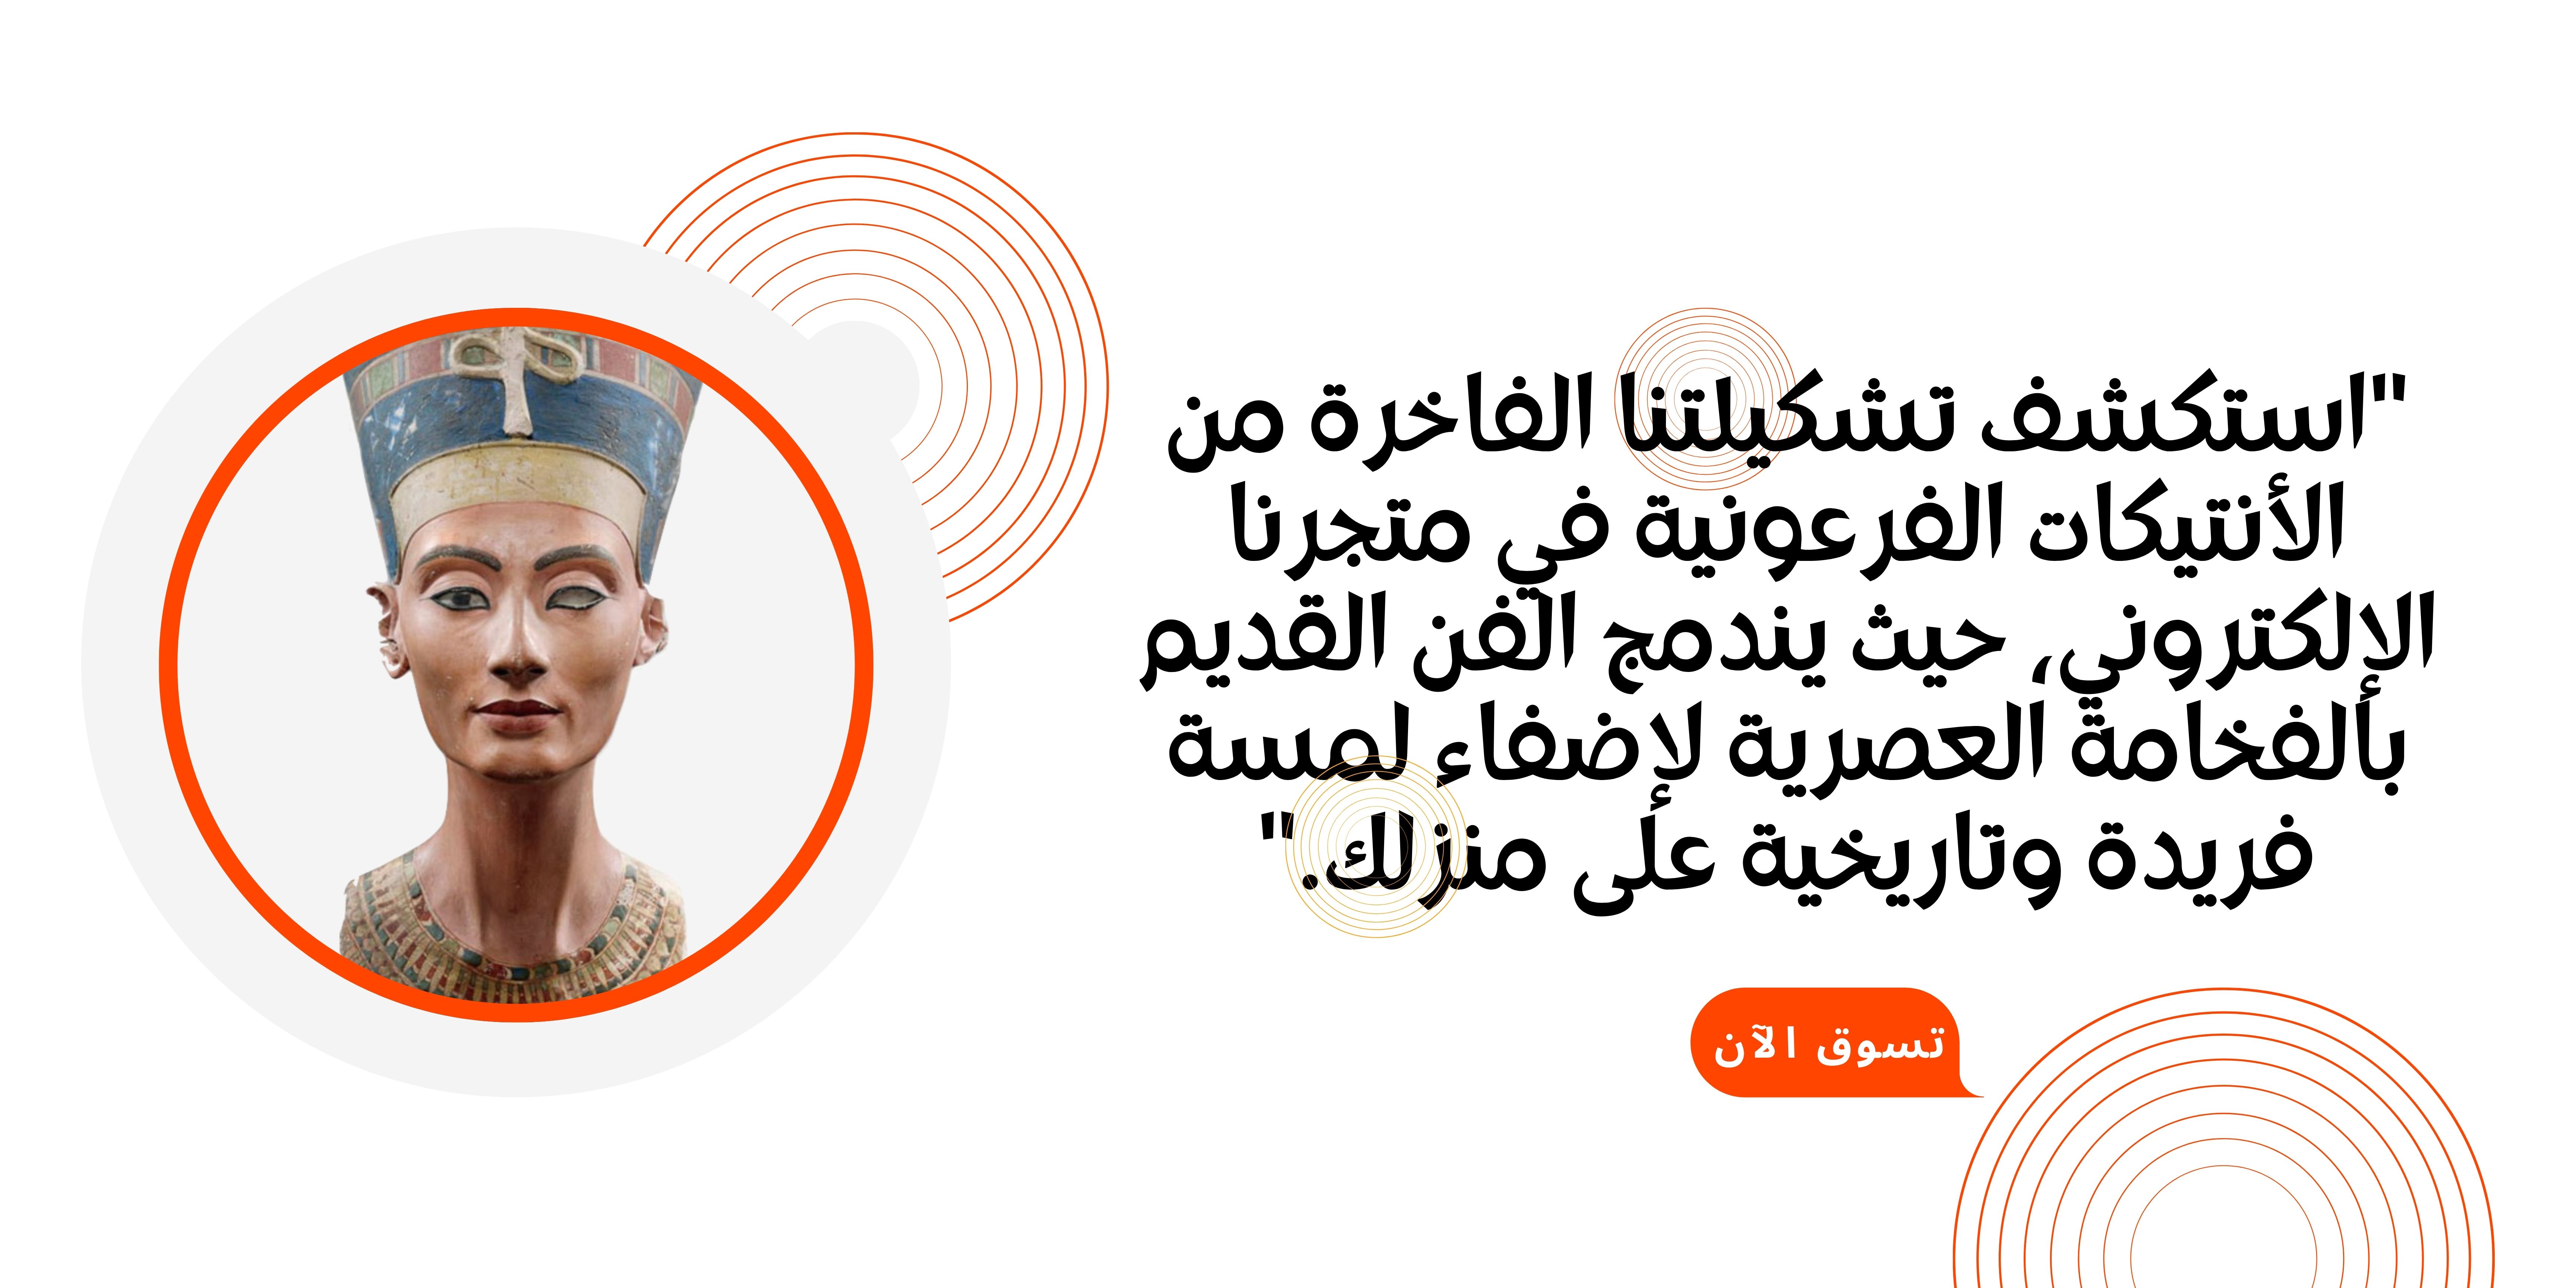 "استكشف تشكيلتنا الفاخرة من
الأنتيكات الفرعونية في متجرنا
الإلكتروني، حيث يندمج الفن القديم
بالفخامة العصرية لإضفاء لمسة
فريدة وتاريخية على منزلك."
تسوق الآن